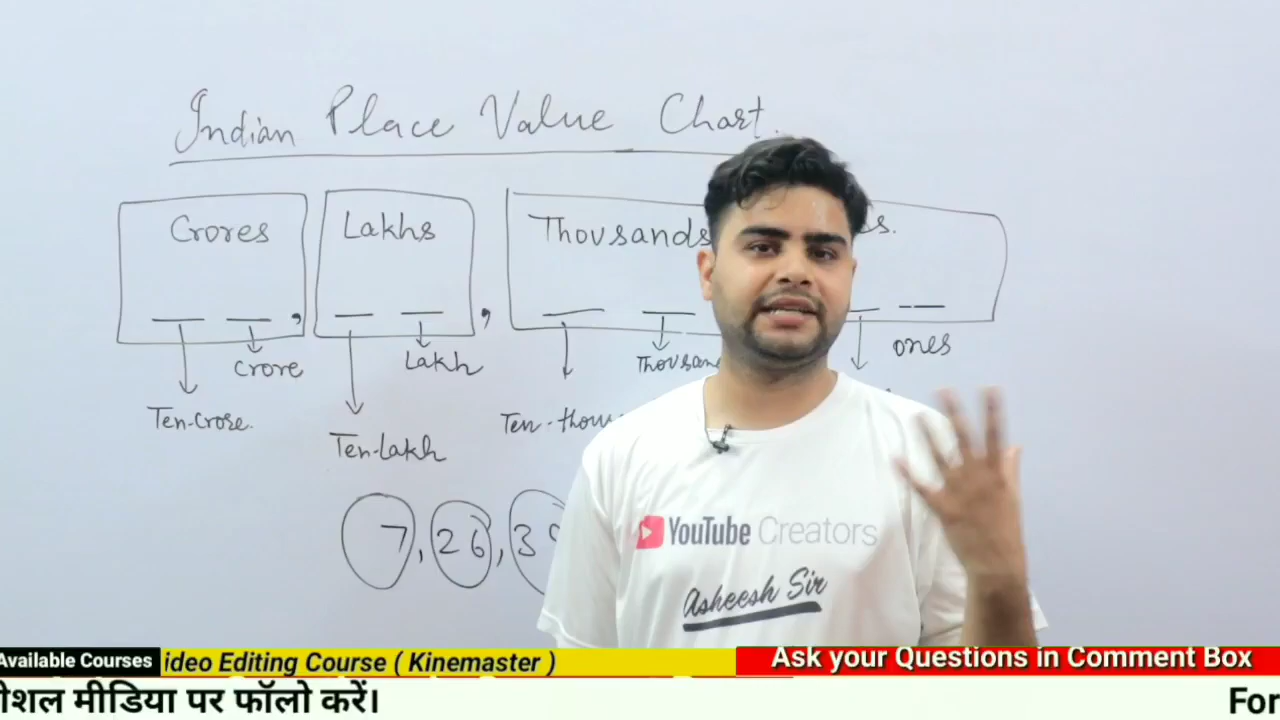 Indian Place Value Chart.
Crores Lakhs Thousands
, ,
crore Lakh ones
Ten-Crore. Ten-lakh
7, 26, 3
YouTube Creators
Asheesh Sir
Available Courses ideo Editing Course ( Kinemaster ) Ask your Questions in Comment Box
शल मीडिया पर फॉलो करें। For